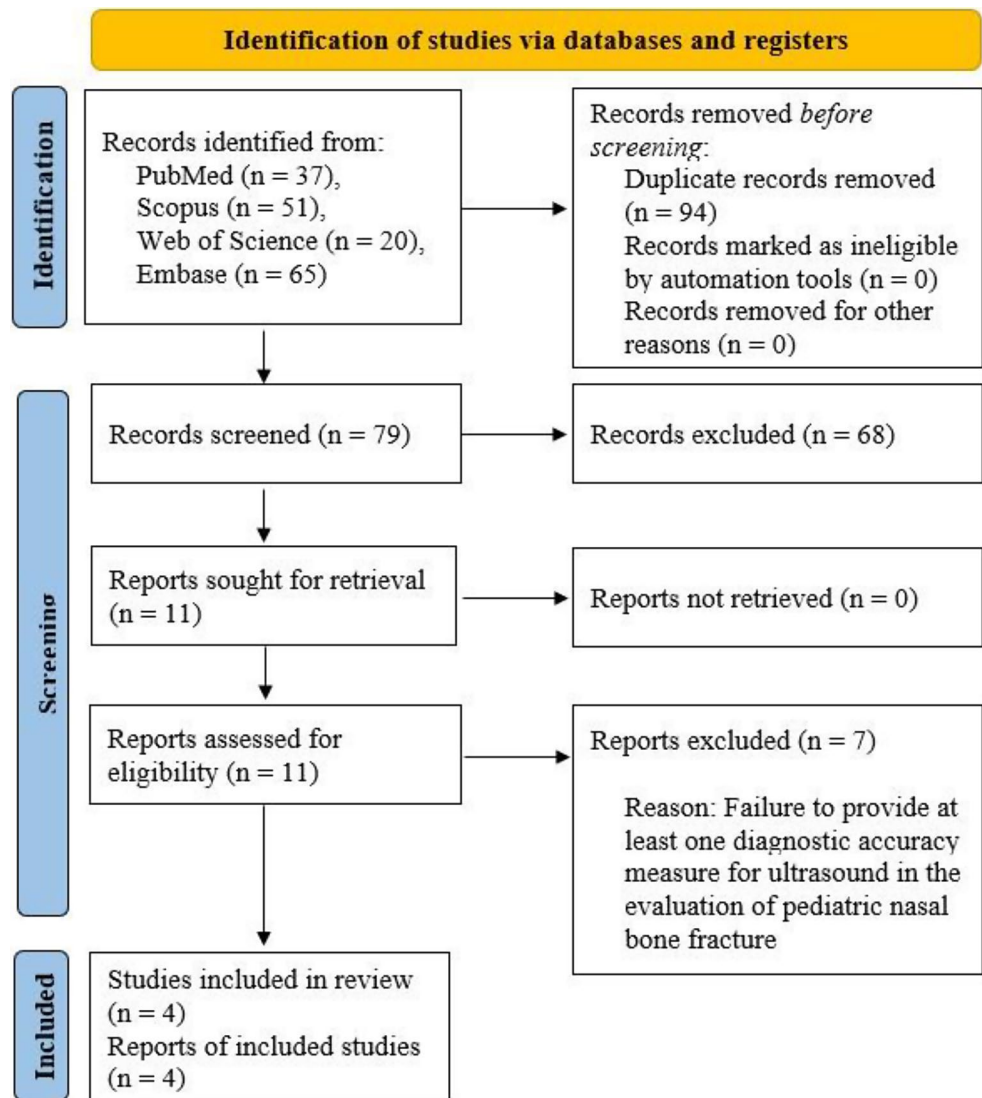 Identification of studies via databases and registers
Identification
Records identified from:
PubMed (n = 37),
Scopus (n = 51),
Web of Science (n = 20),
Embase (n = 65)
Records removed before
screening:
Duplicate records removed
(n = 94)
Records marked as ineligible
by automation tools (n = 0)
Records removed for other
reasons (n = 0)
Screening
Records screened (n = 79)
Records excluded (n = 68)
Reports sought for retrieval
(n = 11)
Reports not retrieved (n = 0)
Reports assessed for
eligibility (n = 11)
Reports excluded (n = 7)
Reason: Failure to provide at
least one diagnostic accuracy
measure for ultrasound in the
evaluation of pediatric nasal
bone fracture
Included
Studies included in review
(n = 4)
Reports of included studies
(n = 4)